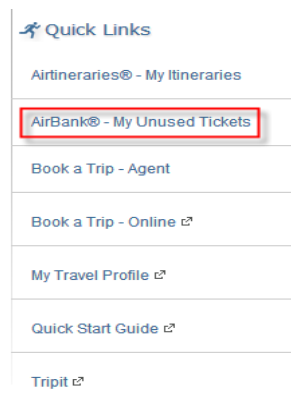 Quick Links
Airtineraries® - My Itineraries
AirBank® - My Unused Tickets
Book a Trip - Agent
Book a Trip - Online
My Travel Profile
Quick Start Guide
Tripit